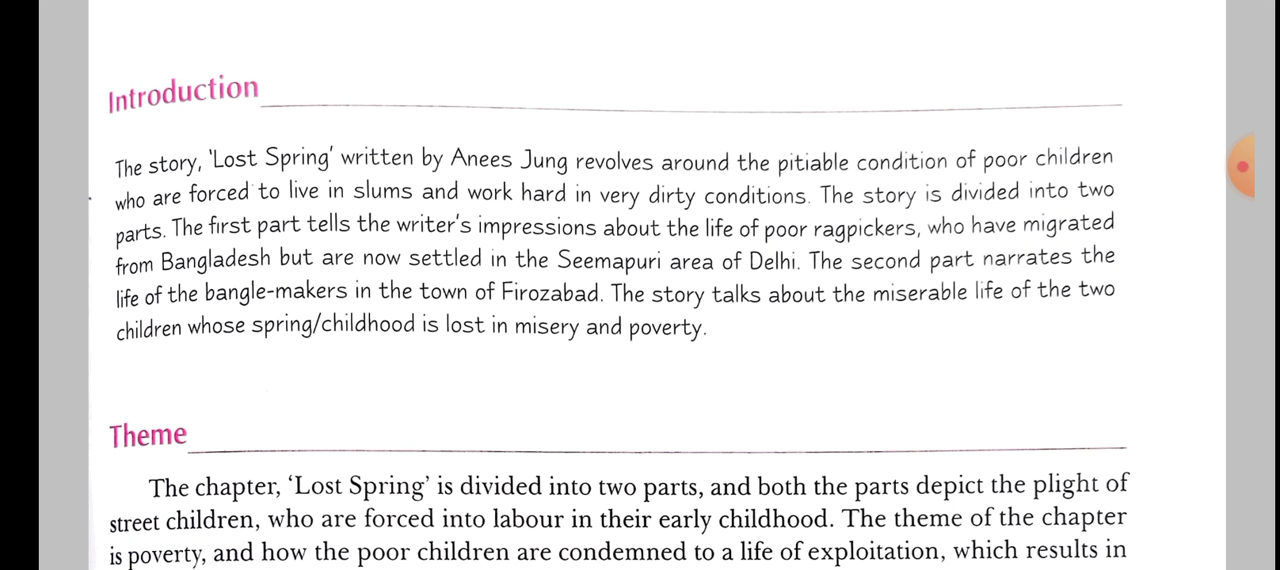 Introduction
The story, 'Lost Spring' written by Anees Jung revolves around the pitiable condition of poor children
who are forced to live in slums and work hard in very dirty conditions. The story is divided into two
parts. The first part tells the writer's impressions about the life of poor ragpickers, who have migrated
from Bangladesh but are now settled in the Seemapuri area of Delhi. The second part narrates the
life of the bangle-makers in the town of Firozabad. The story talks about the miserable life of the two
children whose spring/childhood is lost in misery and poverty.
Theme
The chapter, 'Lost Spring' is divided into two parts, and both the parts depict the plight of
street children, who are forced into labour in their early childhood. The theme of the chapter
is poverty, and how the poor children are condemned to a life of exploitation, which results in